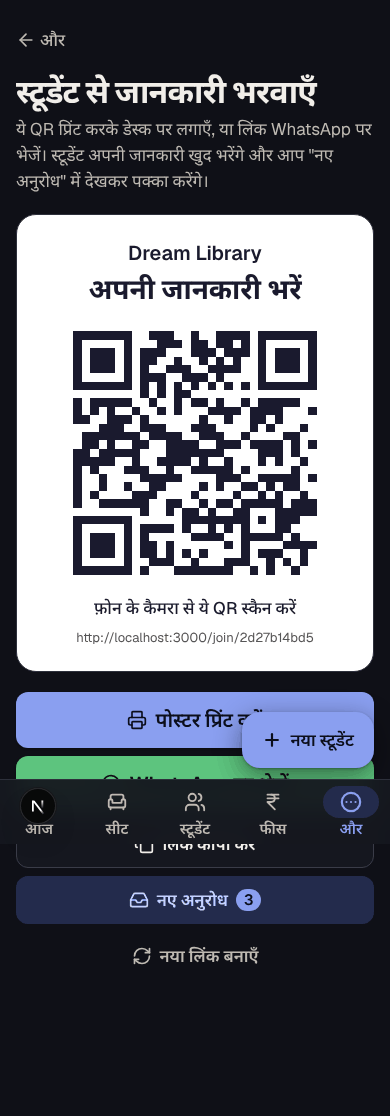 और
स्टूडेंट से जानकारी भरवाएँ
ये QR प्रिंट करके डेस्क पर लगाएँ, या लिंक WhatsApp पर
भेजें। स्टूडेंट अपनी जानकारी खुद भरेंगे और आप "नए
अनुरोध" में देखकर पक्का करेंगे।
Dream Library
अपनी जानकारी भरें
फ़ोन के कैमरा से ये QR स्कैन करें
http://localhost:3000/join/2d27b14bd5
पोस्टर प्रिंट
नया स्टूडेंट
N
आज सीट स्टूडेंट फीस और
नए अनुरोध 3
नया लिंक बनाएँ